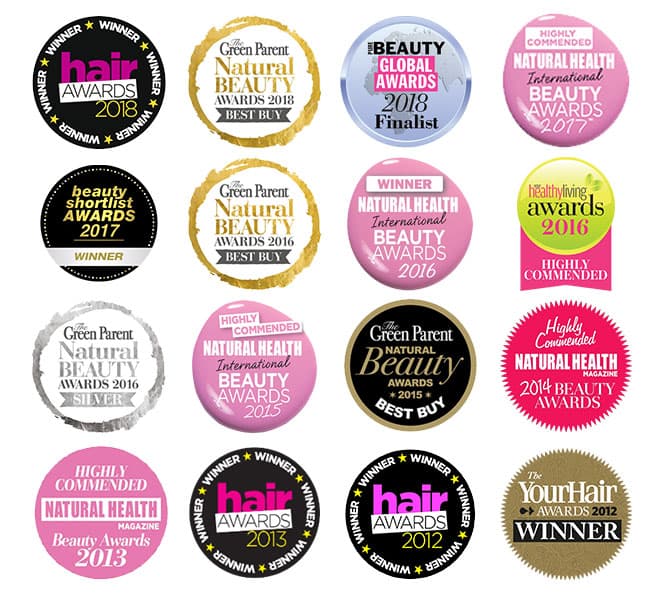 WINNER WINNER WINNER WINNER WINNER
hair
AWARDS
2018
The
Green Parent
Natural
BEAUTY
AWARDS 2018
BEST BUY
PURE
BEAUTY
GLOBAL
AWARDS
2018
Finalist
HIGHLY
COMMENDED
NATURAL HEALTH
International
BEAUTY
AWARDS
2017
beauty
shortlist
AWARDS
2017
WINNER
The
Green Parent
Natural
BEAUTY
AWARDS 2016
BEST BUY
WINNER
NATURAL HEALTH
International
BEAUTY
AWARDS
2016
healthyliving
awards
2016
HIGHLY
COMMENDED
The
Green Parent
Natural
BEAUTY
AWARDS 2016
SILVER
HIGHLY
COMMENDED
NATURAL HEALTH
International
BEAUTY
AWARDS
2015
The
Green Parent
NATURAL
Beauty
AWARDS
* 2015 *
BEST BUY
Highly
Commended
NATURAL HEALTH
MAGAZINE
2014 BEAUTY
AWARDS
HIGHLY
COMMENDED
NATURAL HEALTH
MAGAZINE
Beauty Awards
2013
WINNER WINNER WINNER WINNER WINNER
hair
AWARDS
2013
WINNER WINNER WINNER WINNER WINNER
hair
AWARDS
2012
The
YourHair
AWARDS 2012
WINNER